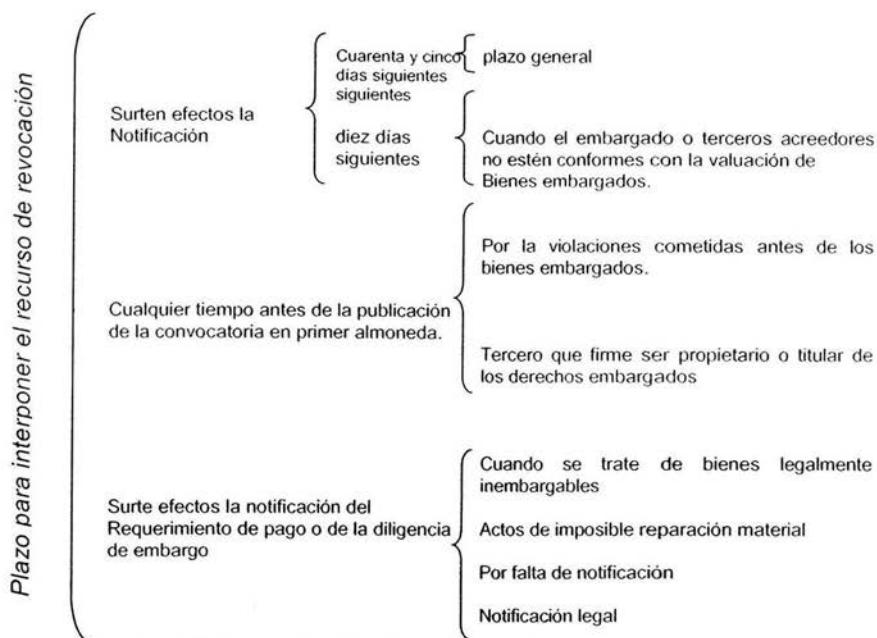 Plazo para interponer el recurso de revocación
Surten efectos la
Notificación
Cuarenta y cinco
días siguientes
siguientes
plazo general
diez días
siguientes
Cuando el embargado o terceros acreedores
no estén conformes con la valuación de
Bienes embargados.
Cualquier tiempo antes de la publicación
de la convocatoria en primer almoneda.
Por la violaciones cometidas antes de los
bienes embargados.
Tercero que firme ser propietario o titular de
los derechos embargados
Surte efectos la notificación del
Requerimiento de pago o de la diligencia
de embargo
Cuando se trate de bienes legalmente
inembargables
Actos de imposible reparación material
Por falta de notificación
Notificación legal